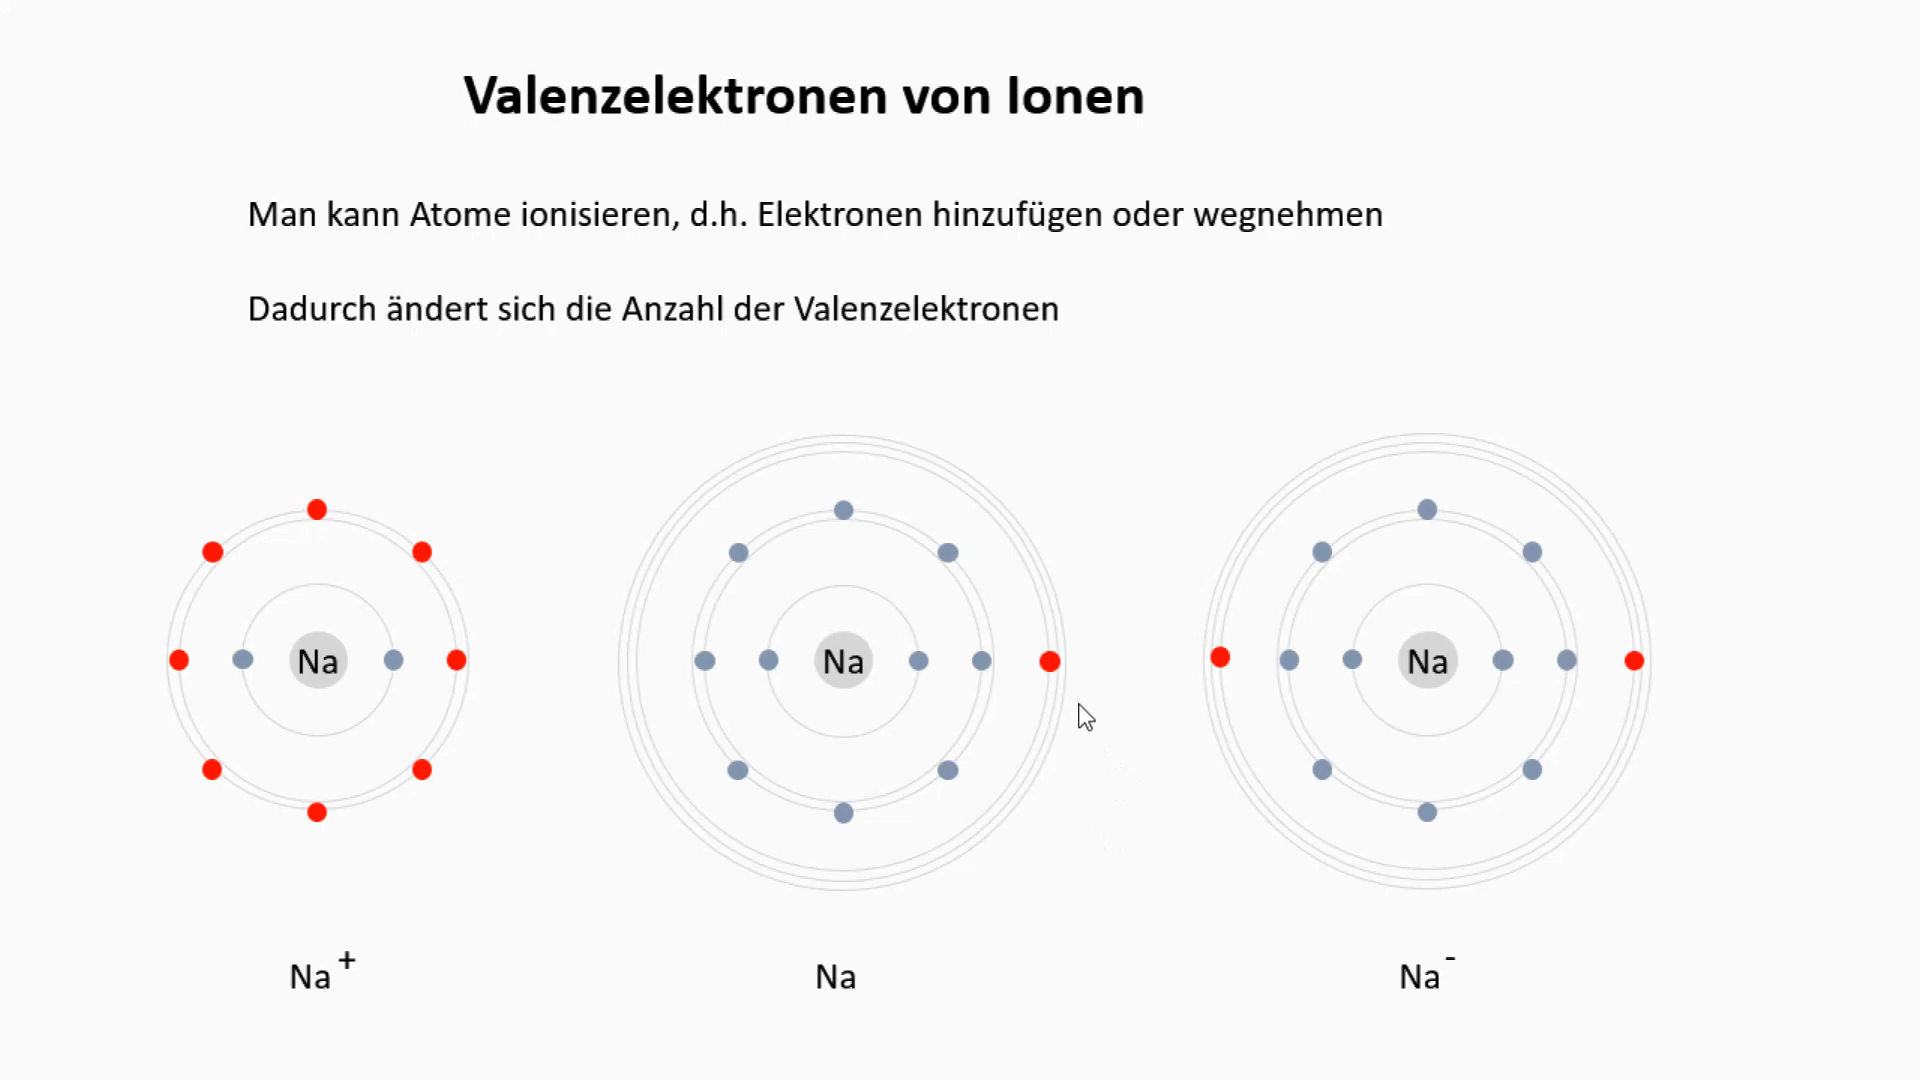 Valenzelektronen von Ionen
Man kann Atome ionisieren, d.h. Elektronen hinzufügen oder wegnehmen
Dadurch ändert sich die Anzahl der Valenzelektronen
Na Na Na
Na+ Na Na-